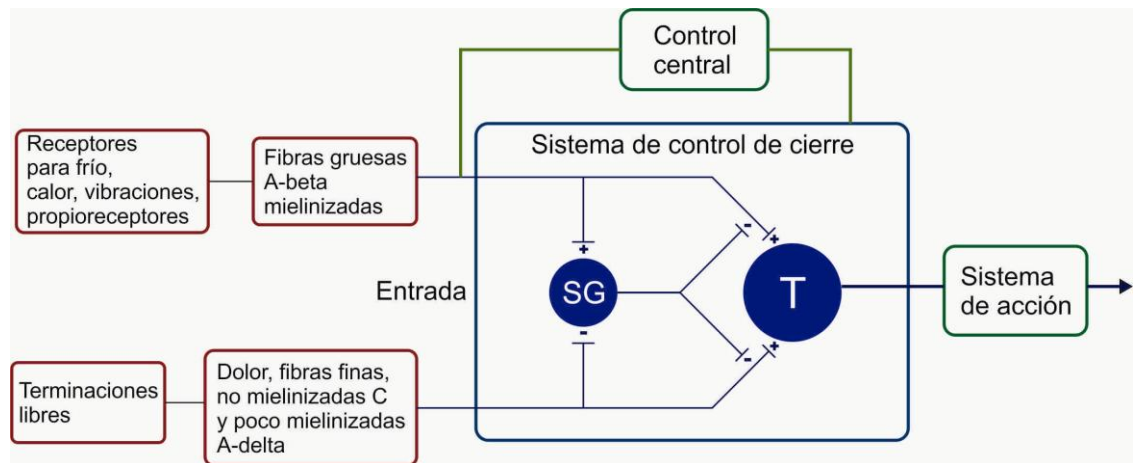 Control
central
Sistema de control de cierre
Receptores
para frío,
calor, vibraciones,
propioreceptores
Fibras gruesas
A-beta
mielinizadas
+
-
+
Entrada
SG
T
Sistema
de acción
-
-
+
Terminaciones
libres
Dolor, fibras finas,
no mielinizadas C
y poco mielinizadas
A-delta